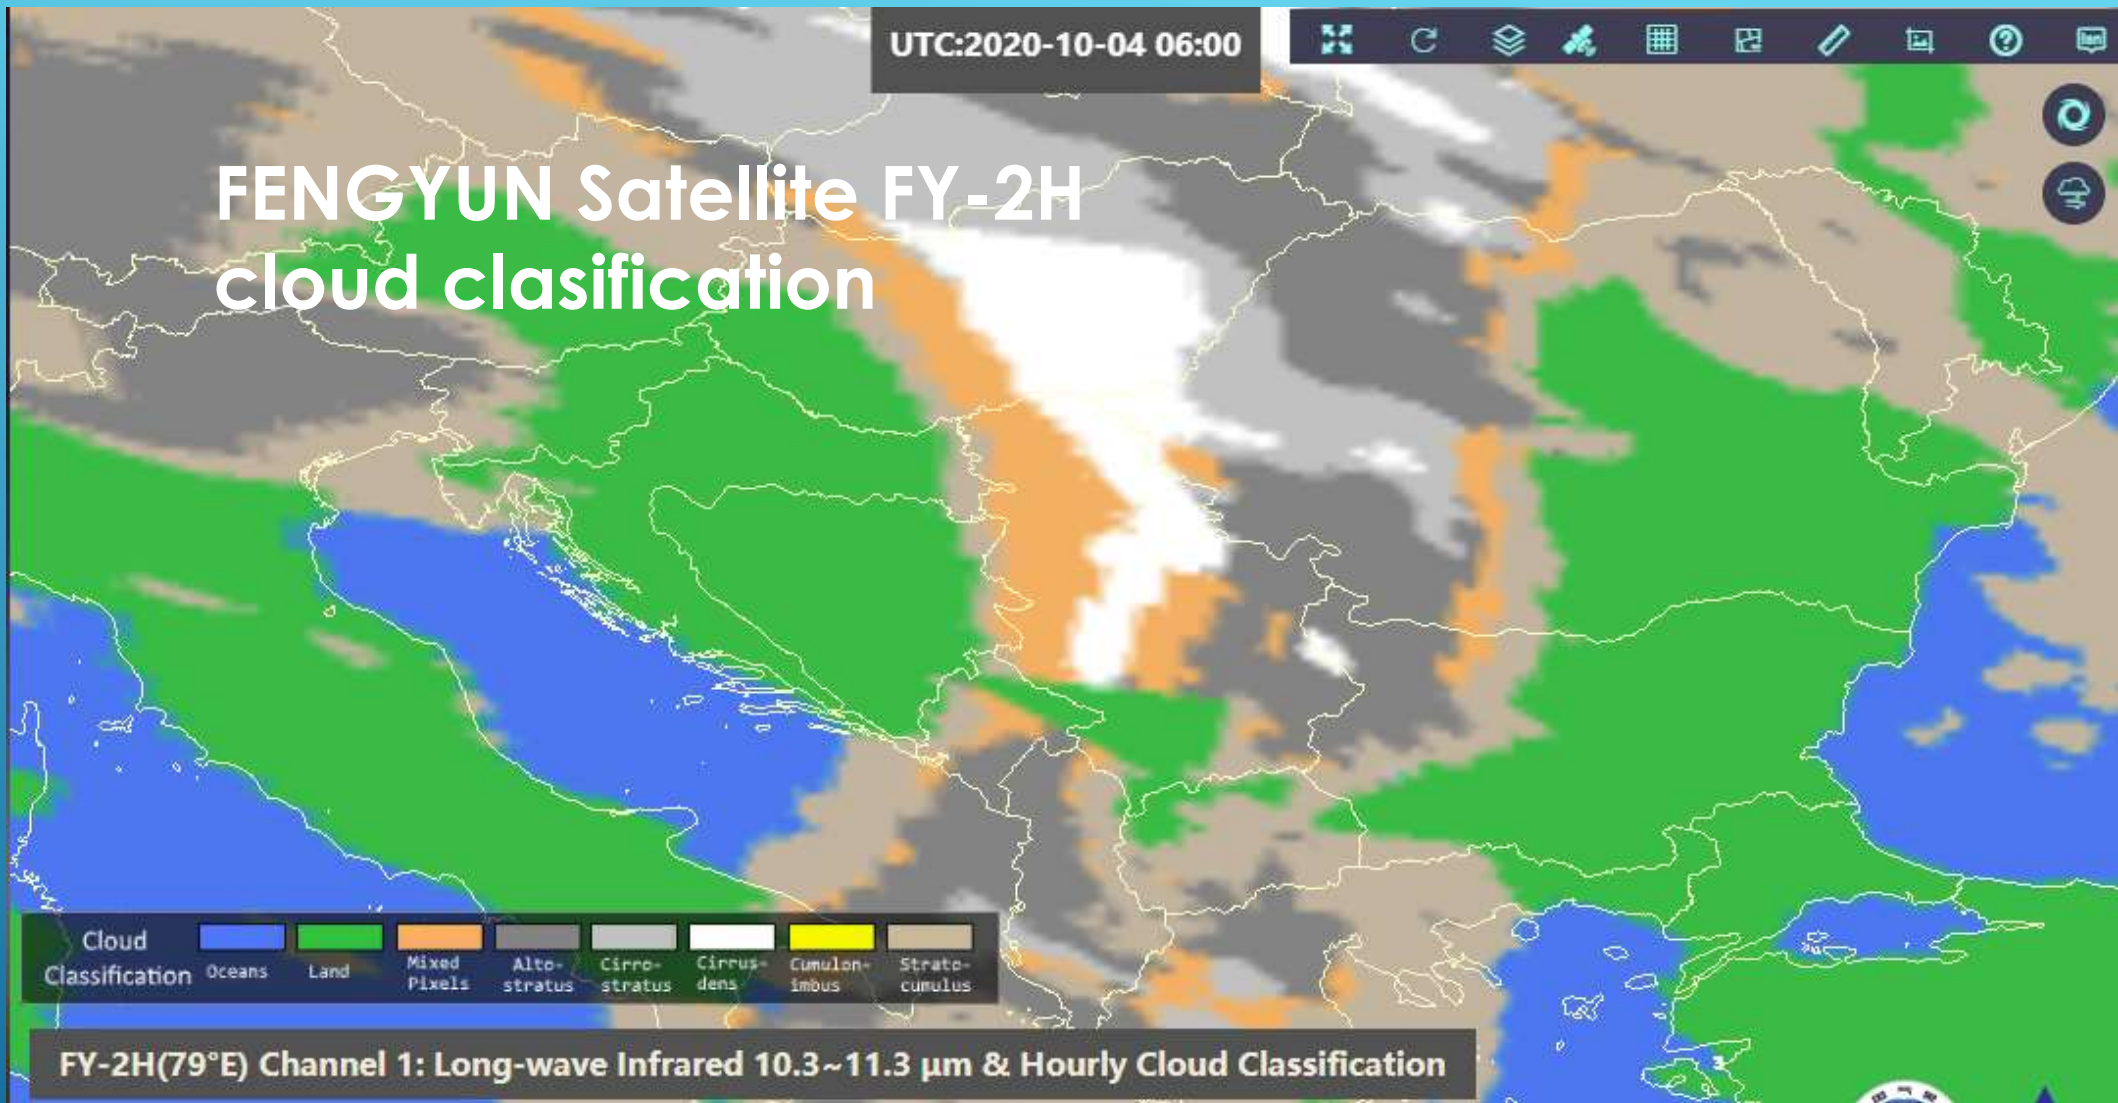 UTC:2020-10-04 06:00
FENGYUN Satellite FY-2H
cloud clasification
Cloud
Classification
Oceans
Land
Mixed
Pixels
Alto-
stratus
Cirro-
stratus
Cirrus-
dens
Cumulon-
imbus
Strato-
cumulus
FY-2H(79°E) Channel 1: Long-wave Infrared 10.3~11.3 μm & Hourly Cloud Classification